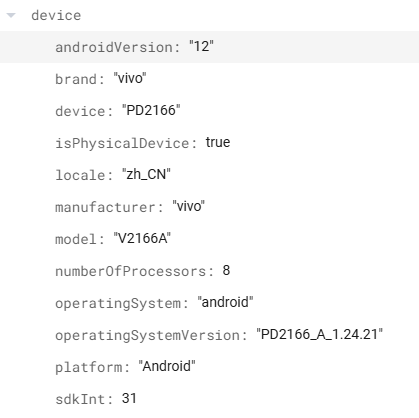 device
androidVersion: "12"
brand: "vivo"
device: "PD2166"
isPhysicalDevice: true
locale: "zh_CN"
manufacturer: "vivo"
model: "V2166A"
numberOfProcessors: 8
operatingSystem: "android"
operatingSystemVersion: "PD2166_A_1.24.21"
platform: "Android"
sdkInt: 31